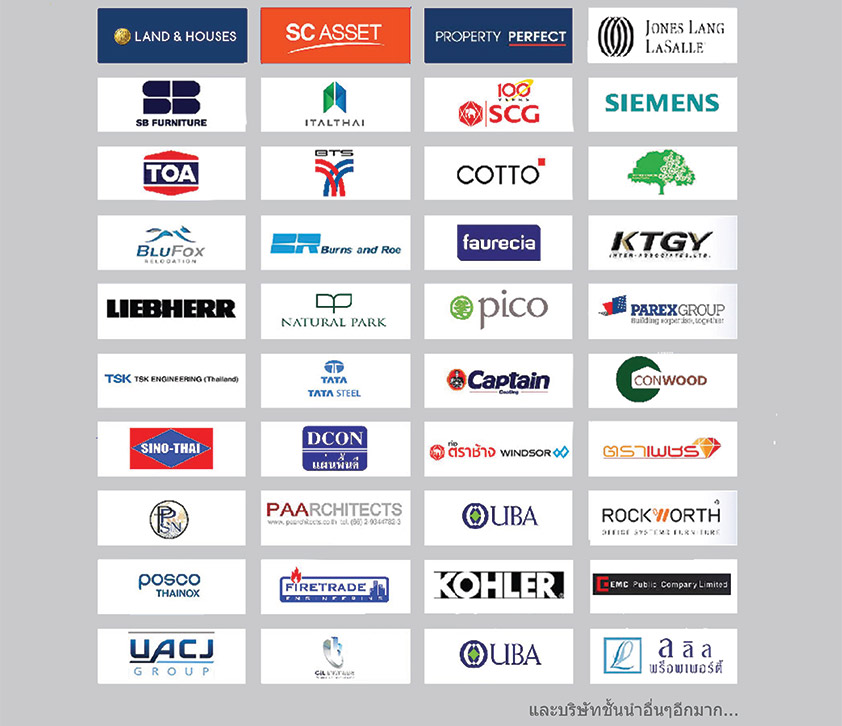 LAND & HOUSES
SC ASSET
PROPERTY PERFECT
JONES LANG
LASALLE
SB FURNITURE
ITALTHAI
100
YEARS
SCG
SIEMENS
TOA
BTS
COTTO
BLUFOX
RELOCATION
Burns and Roe
faurecia
KTGY
INTER-ASSOCIATES.LTD.
LIEBHERR
NATURAL PARK
pico
PAREXGROUP
Building expertise, together
TSK TSK ENGINEERING (Thailand)
TATA
TATA STEEL
Captain
Coating
CONWOOD
SINO-THAI
DCON
แผ่นพื้นดี
ท่อ
ตราช้าง WINDSOR
ตราเพชร
PPSN
PAARCHITECTS
www.paarchitects.co.th tel. (66) 2-9344782-3
UBA
ROCKWORTH
OFFICE SYSTEMS FURNITURE
posco
THAINOX
FIRETRADE
ENGINEERING
KOHLER
EMC Public Company Limited
UACJ
GROUP
UBA
ลลิล
พร็อพเพอร์ตี้
และบริษัทชั้นนำอื่นๆอีกมาก...